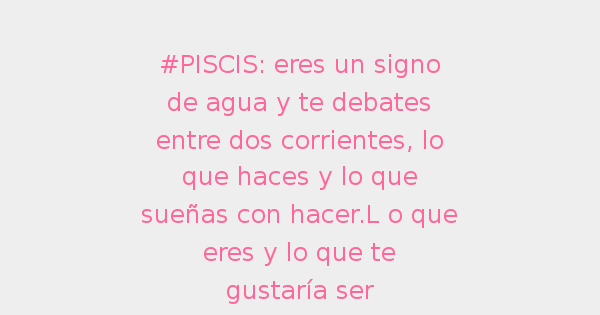 #PISCIS: eres un signo
de agua y te debates
entre dos corrientes, lo
que haces y lo que
sueñas con hacer.L o que
eres y lo que te
gustaría ser